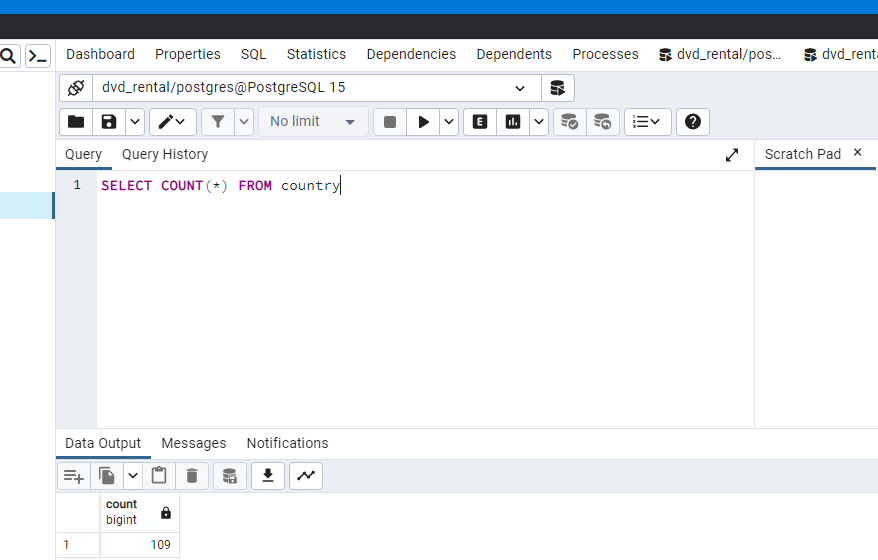 Dashboard Properties SQL Statistics Dependencies Dependents Processes dvd_rental/pos... dvd_rent
dvd_rental/postgres@PostgreSQL 15
No limit
E
Query Query History
Scratch Pad
1 SELECT COUNT(*) FROM country
Data Output Messages Notifications
count
bigint
1 109